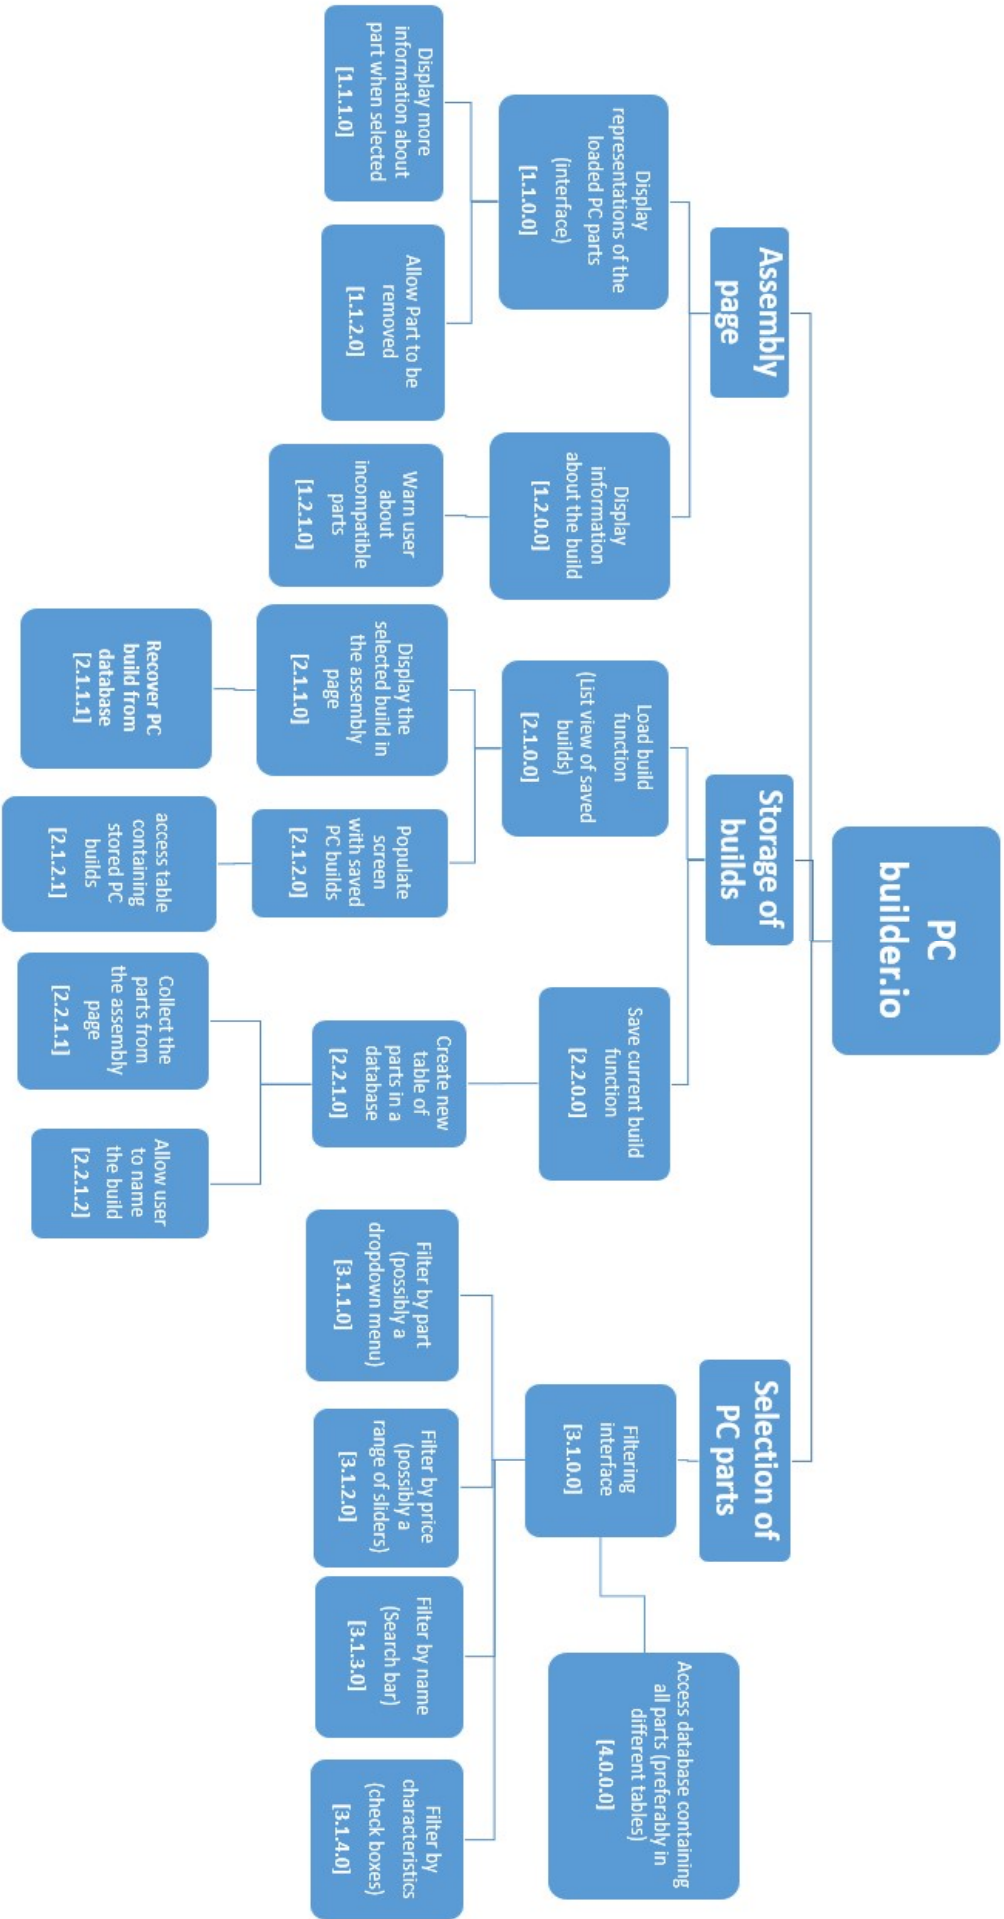 PC
builder.io
Assembly
page
Storage of
builds
Selection of
PC parts
Display
representations of the
loaded PC parts
(interface)
[1.1.0.0]
Display
information
about the build
[1.2.0.0]
Load build
function
(List view of saved
builds)
[2.1.0.0]
Save current build
function
[2.2.0.0]
Filtering
interface
[3.1.0.0]
Access database containing
all parts (preferably in
different tables)
[4.0.0.0]
Display more
information about
part when selected
[1.1.1.0]
Allow Part to be
removed
[1.1.2.0]
Warn user
about
incompatible
parts
[1.2.1.0]
Display the
selected build in
the assembly
page
[2.1.1.0]
Populate
screen
with saved
PC builds
[2.1.2.0]
Create new
table of
parts in a
database
[2.2.1.0]
Filter by part
(possibly a
dropdown menu)
[3.1.1.0]
Filter by price
(possibly a
range of sliders)
[3.1.2.0]
Filter by name
(Search bar)
[3.1.3.0]
Filter by
characteristics
(check boxes)
[3.1.4.0]
Recover PC
build from
database
[2.1.1.1]
access table
containing
stored PC
builds
[2.1.2.1]
Collect the
parts from
the assembly
page
[2.2.1.1]
Allow user
to name
the build
[2.2.1.2]